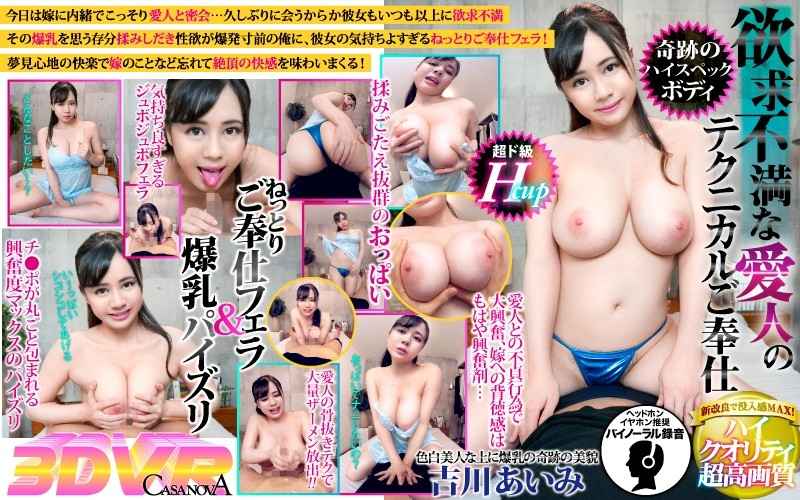 今日は嫁に内緒でこっそり愛人と密会…久しぶりに会うからか彼女もいつも以上に欲求不満
その爆乳を思う存分揉みしだき性欲が爆発寸前の俺に、彼女の気持ちよすぎるねっとりご奉仕フェラ！
夢見心地の快楽で嫁のことなど忘れて絶頂の快感を味わいまくる！
欲求不満な愛人の
テクニカルご奉仕
奇跡の
ハイスペック
ボディ
超ド級
Hcup
揉みごたえ抜群のおっぱい
気持ち良すぎる
ジュボジュボフェラ
ねっとり
ご奉仕フェラ
&
爆乳パイズリ
チ●ポが丸ごと包まれる
興奮度マックスのパイズリ
愛人との不貞行為で
大興奮、嫁への背徳感は
もはや興奮剤…
愛人の骨抜きテクで
大量ザーメン放出!!
3DVR
CASANOVA
色白美人な上に爆乳の奇跡の美貌
吉川あいみ
ヘッドホン
イヤホン推奨
バイノーラル録音
新改良で没入感MAX!
ハイ
クオリティ
超高画質